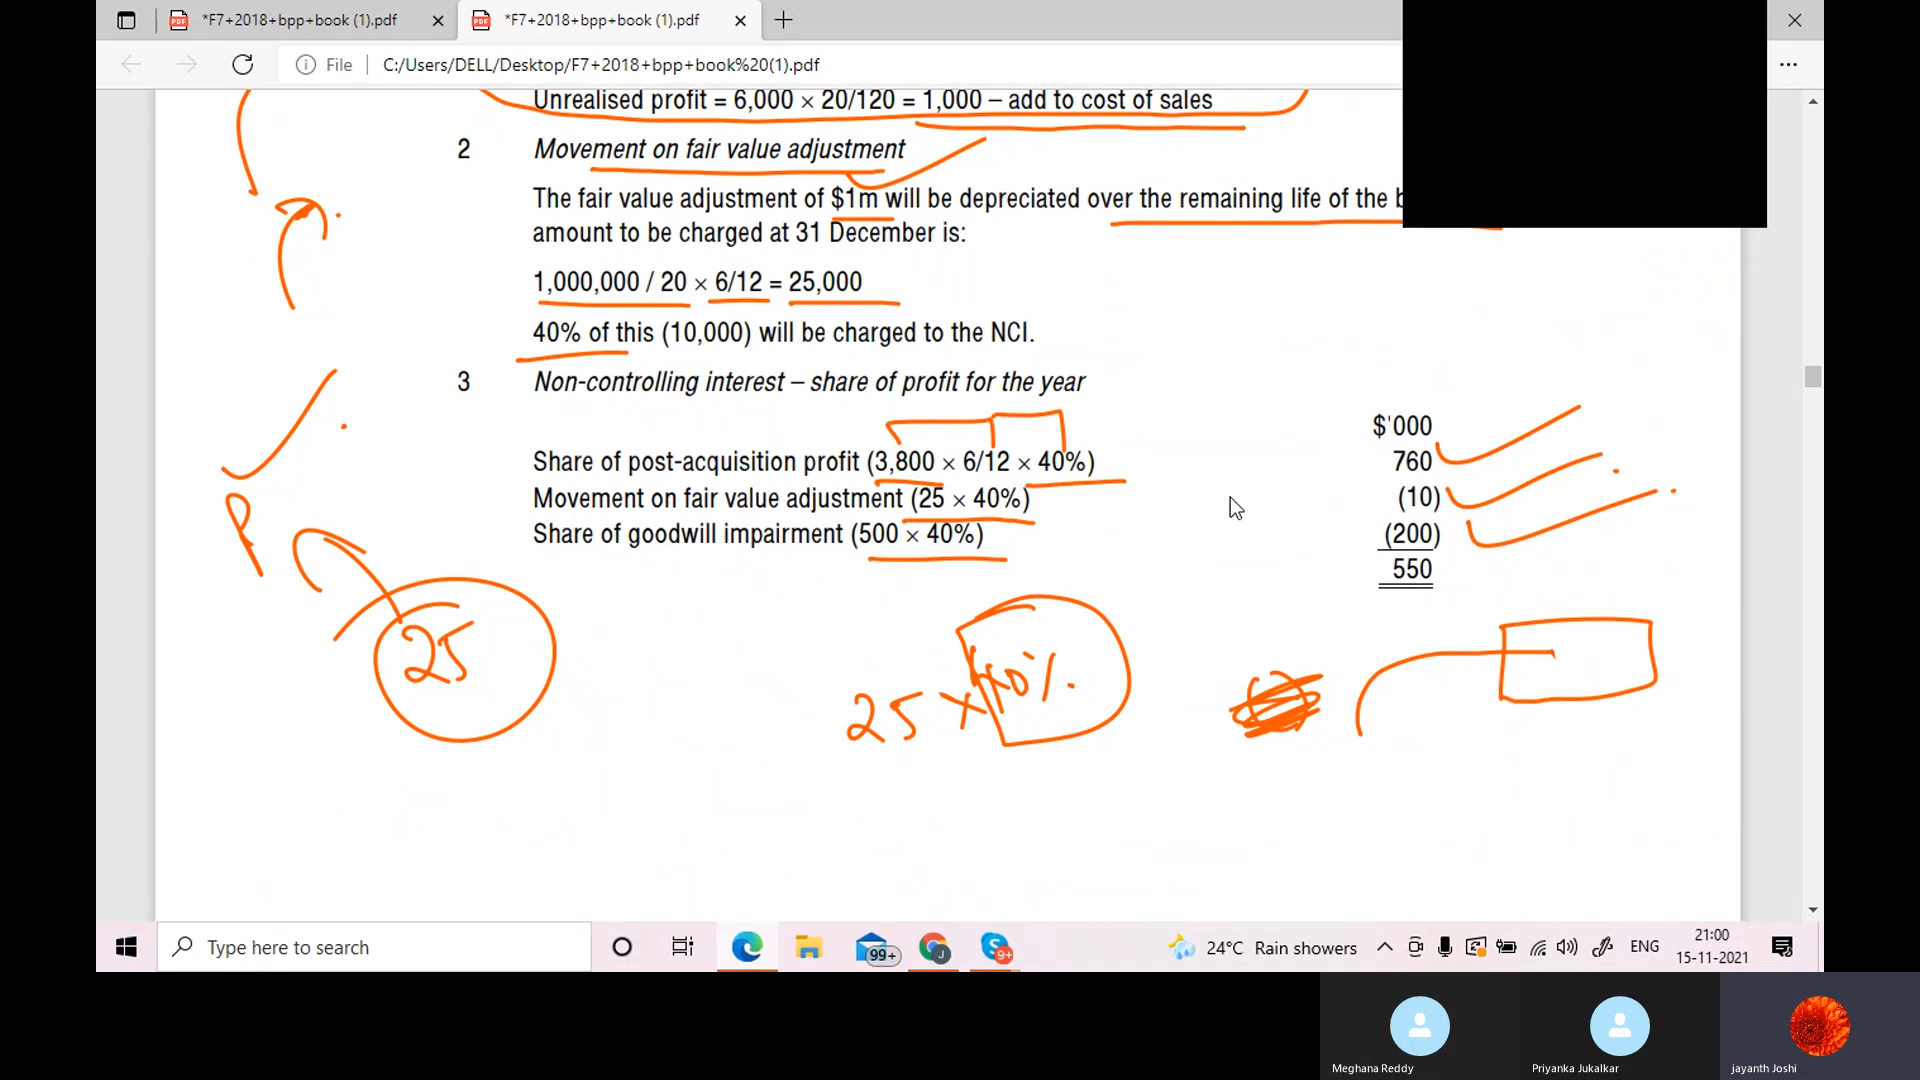 *F7+2018+bpp+book (1).pdf
*F7+2018+bpp+book (1).pdf
File
C:/Users/DELL/Desktop/F7+2018+bpp+book%20(1).pdf
Unrealised profit = 6,000 × 20/120 = 1,000 – add to cost of sales
2 Movement on fair value adjustment
The fair value adjustment of $1m will be depreciated over the remaining life of the
amount to be charged at 31 December is:
1,000,000 / 20 × 6/12 = 25,000
40% of this (10,000) will be charged to the NCI.
3 Non-controlling interest – share of profit for the year
$'000
Share of post-acquisition profit (3,800 × 6/12 × 40%) 760
Movement on fair value adjustment (25 × 40%) (10)
Share of goodwill impairment (500 × 40%) (200)
550
P
25
25 × 40%.
Type here to search
99+
J
9+
24°C Rain showers
ENG
21:00
15-11-2021
Meghana Reddy
Priyanka Jukalkar
jayanth Joshi